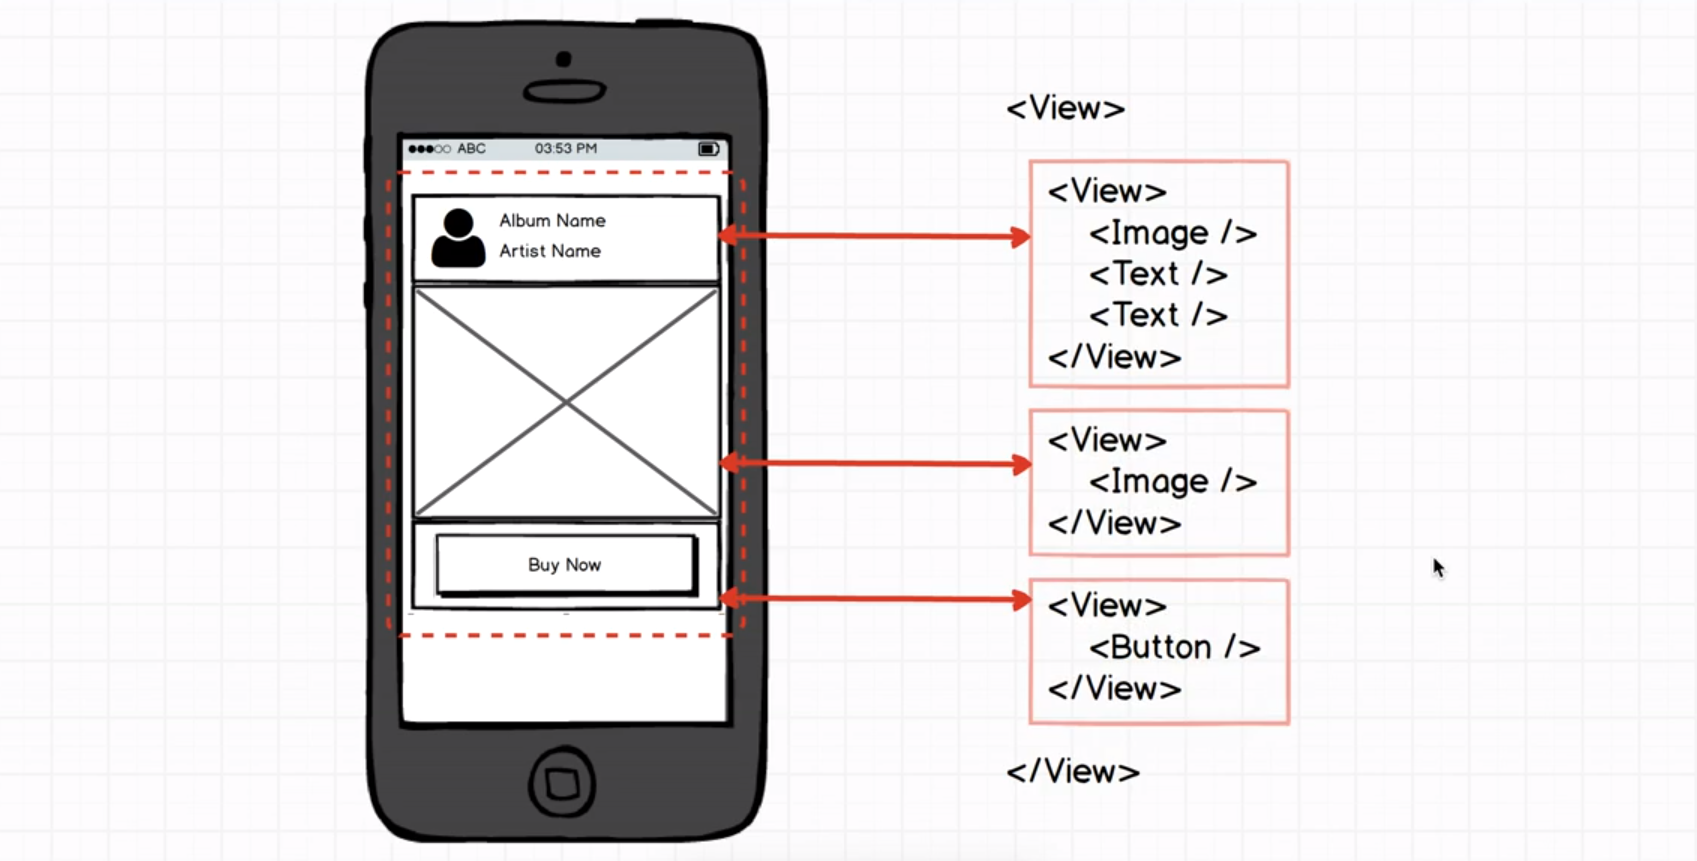 ABC 03:53 PM
Album Name
Artist Name
Buy Now
<View>
<View>
<Image />
<Text />
<Text />
</View>
<View>
<Image />
</View>
<View>
<Button />
</View>
</View>